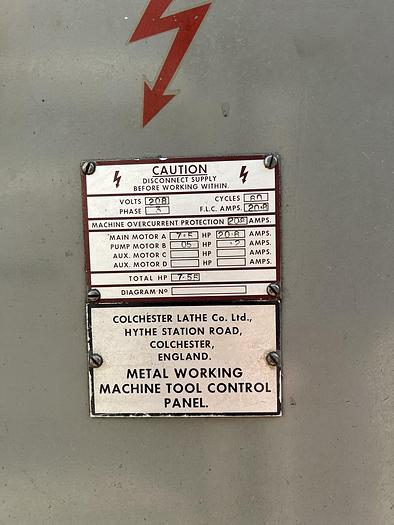 CAUTION
DISCONNECT SUPPLY
BEFORE WORKING WITHIN.
VOLTS 208 CYCLES 60
PHASE 3 F.L.C. AMPS 20·8
MACHINE OVERCURRENT PROTECTION AMPS.
MAIN MOTOR A 7·5 HP 20·8 AMPS.
PUMP MOTOR B 05 HP ·2 AMPS.
AUX. MOTOR C HP AMPS.
AUX. MOTOR D HP AMPS.
TOTAL HP 7·55
DIAGRAM Nº
COLCHESTER LATHE Co. Ltd.,
HYTHE STATION ROAD,
COLCHESTER,
ENGLAND.
METAL WORKING
MACHINE TOOL CONTROL
PANEL.